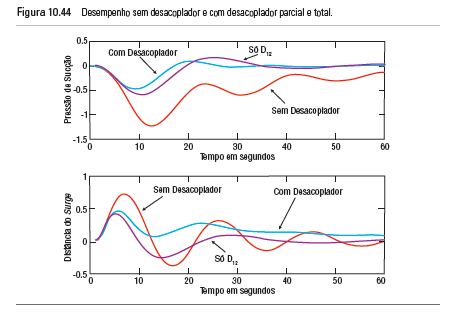 Figura 10.44 Desempenho sem desacoplador e com desacoplador parcial e total.
0.5
Com Desacoplador
Só D12
0
Pressão de Sucção
-0.5
Sem Desacoplador
-1
-1.5
0 10 20 30 40 50 60
Tempo em segundos
1
Sem Desacoplador
Com Desacoplador
0.5
Distância do Surge
0
Só D12
-0.5
0 10 20 30 40 50 60
Tempo em segundos